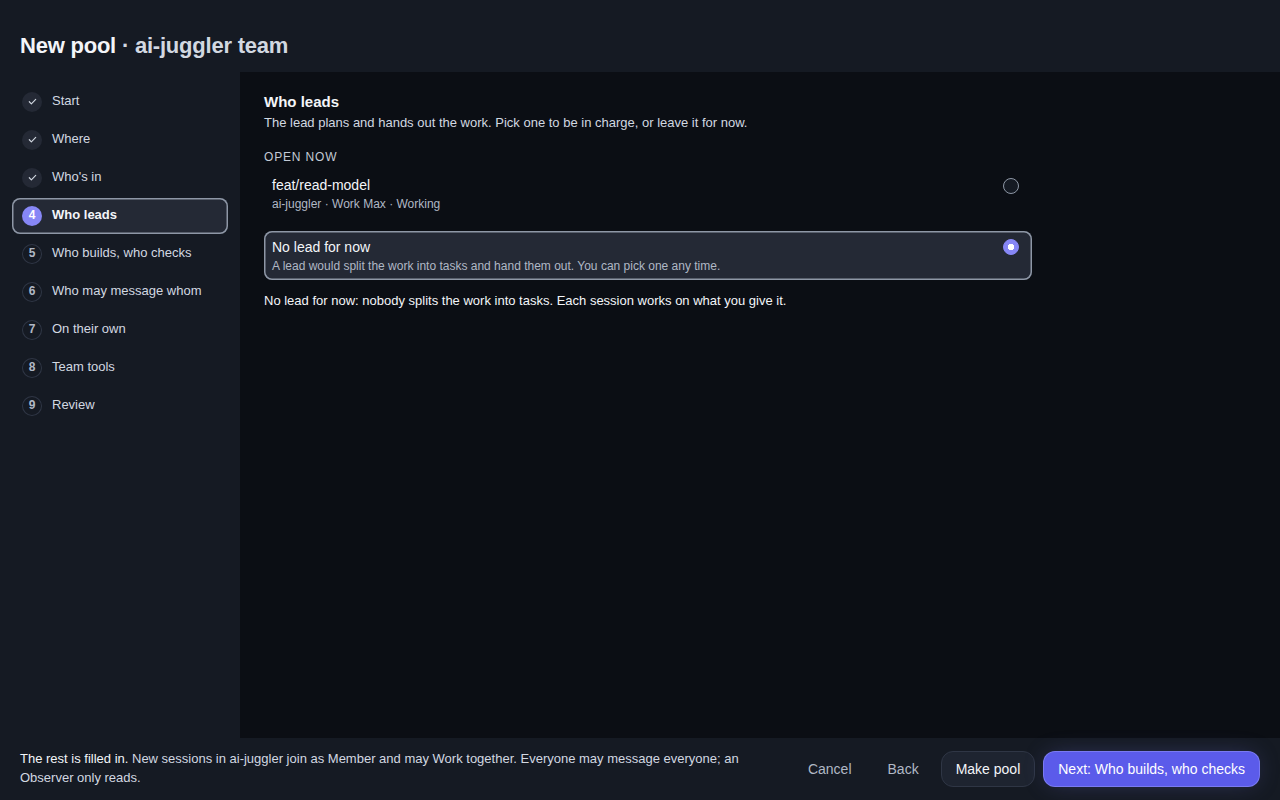 New pool · ai-juggler team
Start
Where
Who's in
4 Who leads
5 Who builds, who checks
6 Who may message whom
7 On their own
8 Team tools
9 Review
Who leads
The lead plans and hands out the work. Pick one to be in charge, or leave it for now.
OPEN NOW
feat/read-model
ai-juggler · Work Max · Working
No lead for now
A lead would split the work into tasks and hand them out. You can pick one any time.
No lead for now: nobody splits the work into tasks. Each session works on what you give it.
The rest is filled in. New sessions in ai-juggler join as Member and may Work together. Everyone may message everyone; an
Observer only reads.
Cancel
Back
Make pool
Next: Who builds, who checks